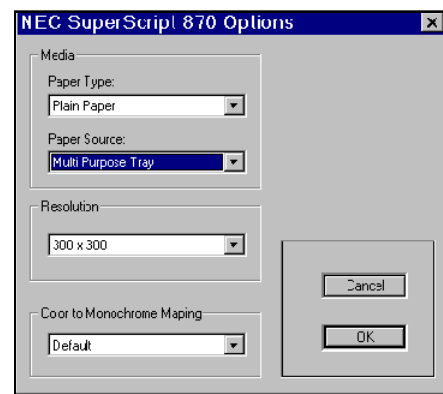 NEC SuperScript 870 Options
Media
Paper Type:
Plain Paper
Paper Source:
Multi Purpose Tray
Resolution
300 x 300
Coor to Monochrome Maping
Default
Cancel
OK